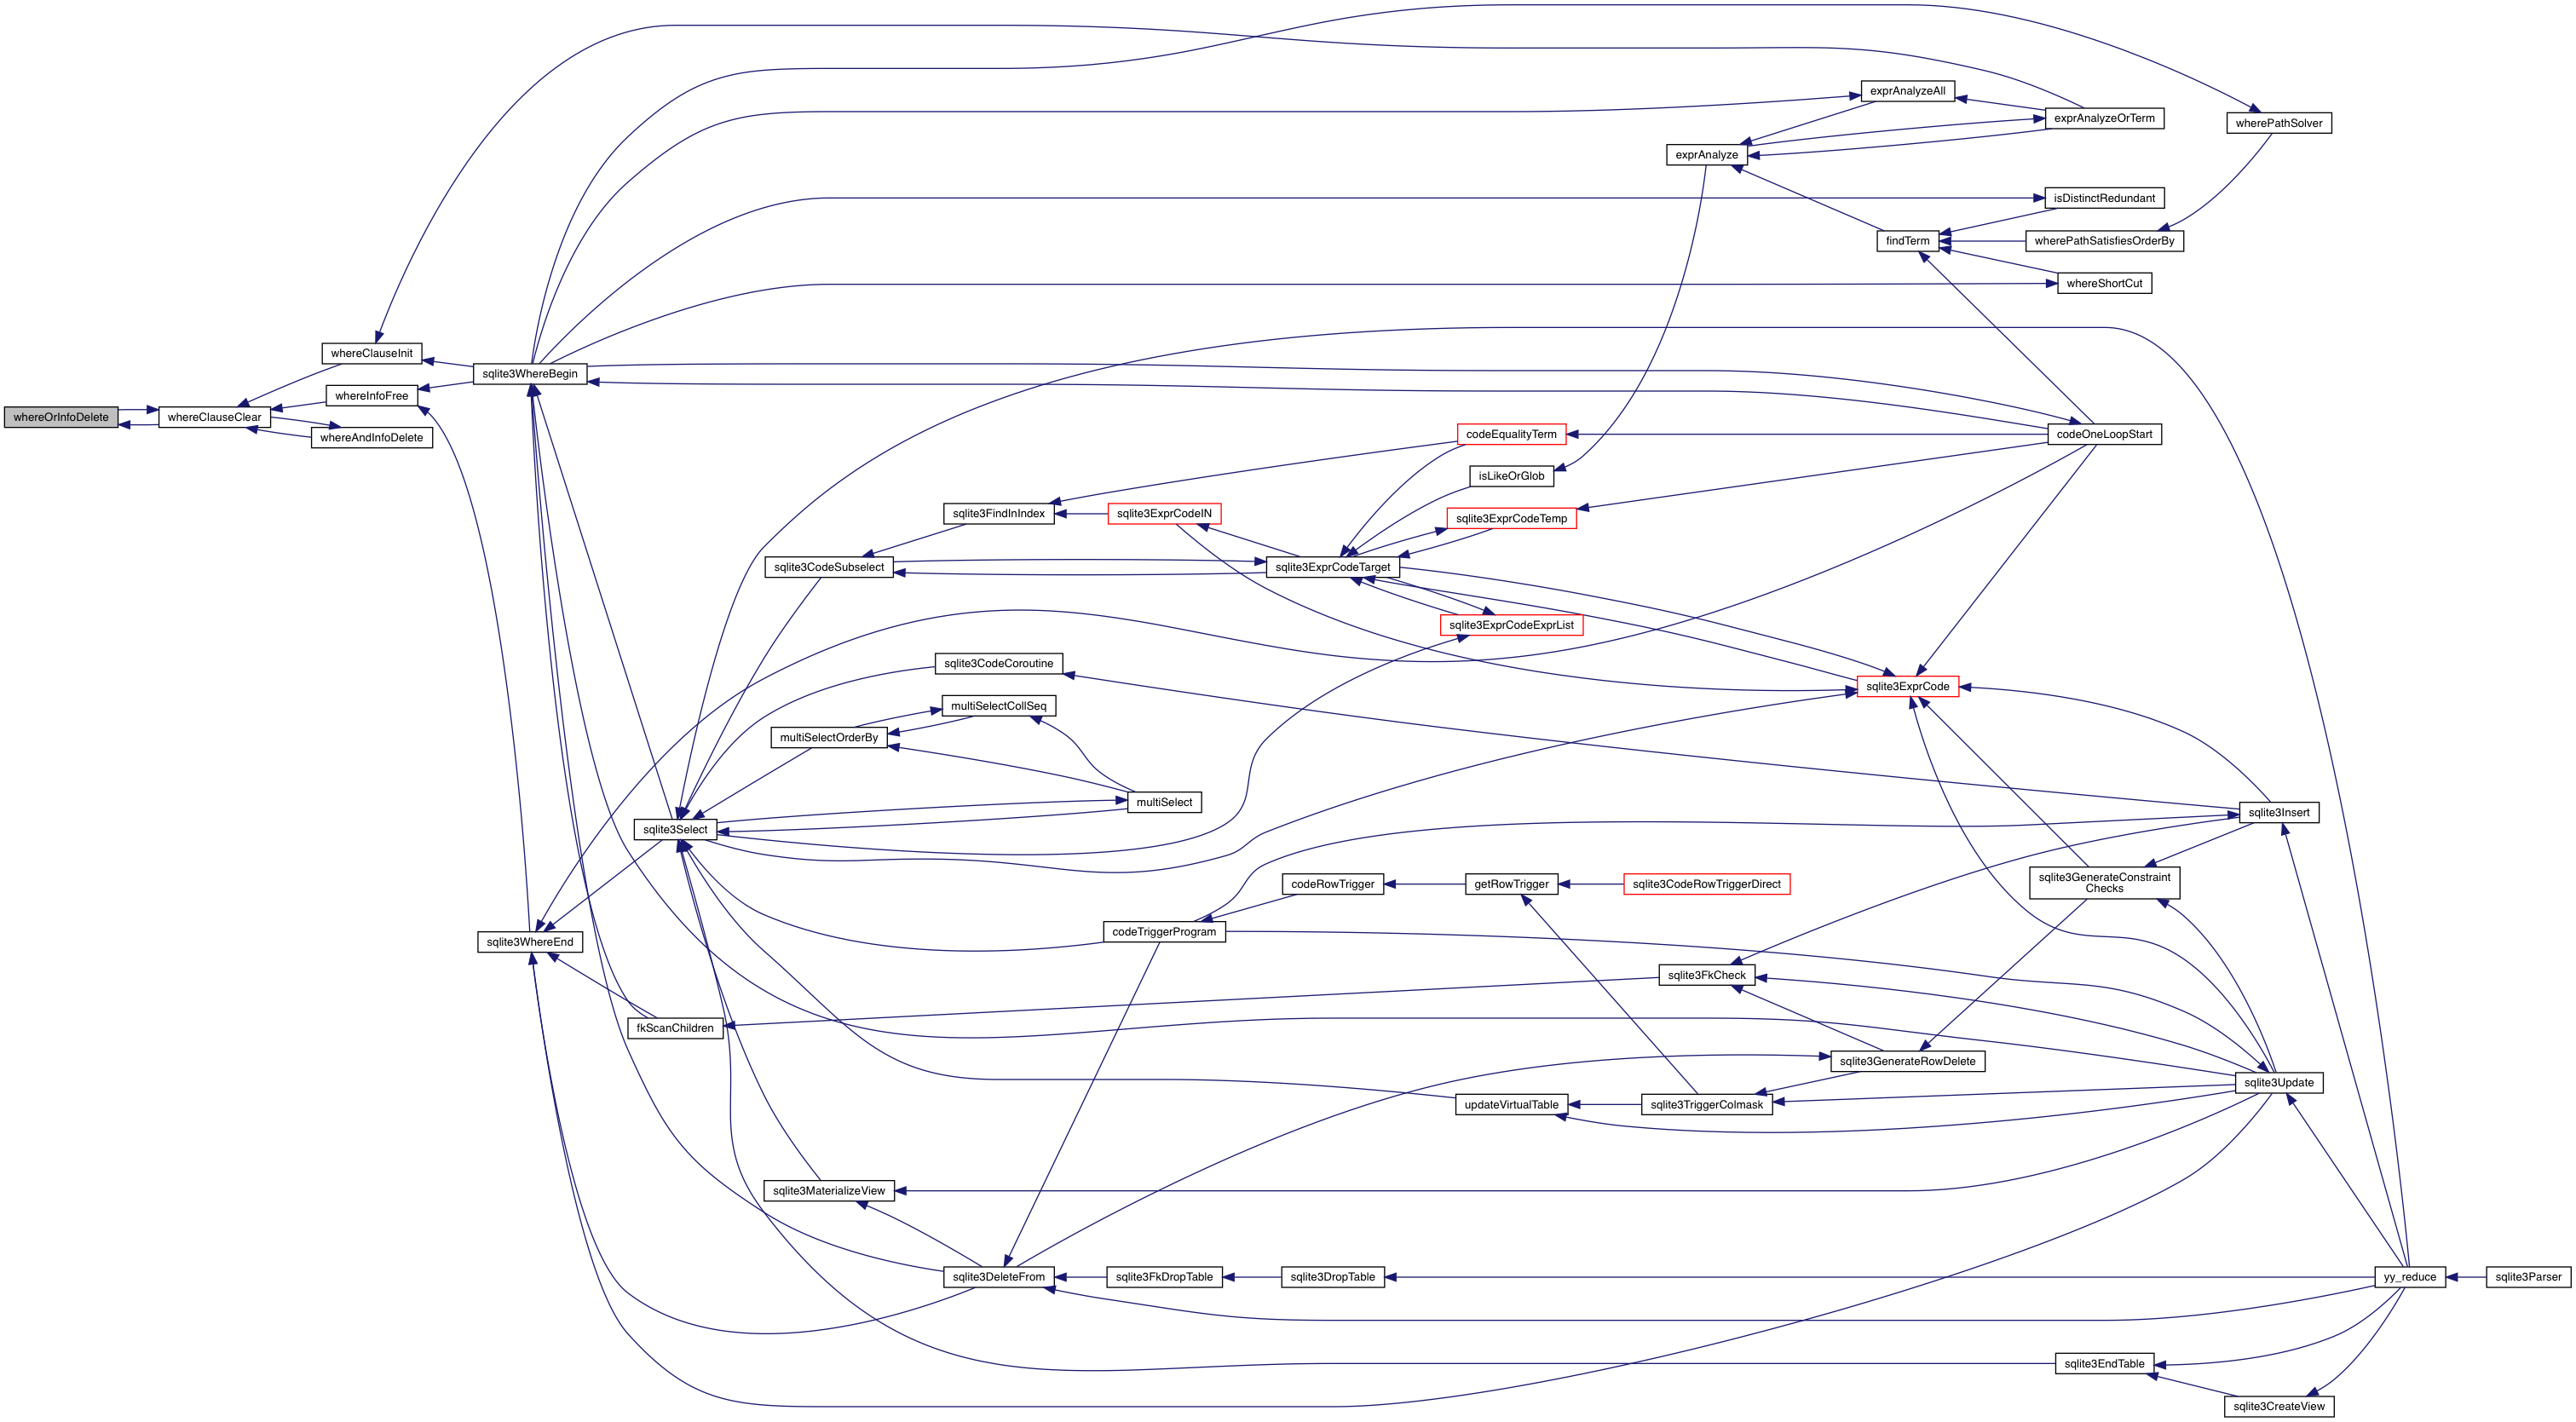 exprAnalyzeAll
exprAnalyzeOrTerm
wherePathSolver
exprAnalyze
isDistinctRedundant
findTerm
wherePathSatisfiesOrderBy
whereShortCut
whereClauseInit
sqlite3WhereBegin
whereInfoFree
whereOrInfoDelete
whereClauseClear
whereAndInfoDelete
codeEqualityTerm
codeOneLoopStart
isLikeOrGlob
sqlite3FindInIndex
sqlite3ExprCodeIN
sqlite3ExprCodeTemp
sqlite3CodeSubselect
sqlite3ExprCodeTarget
sqlite3ExprCodeExprList
sqlite3CodeCoroutine
sqlite3ExprCode
multiSelectCollSeq
multiSelectOrderBy
multiSelect
sqlite3Insert
sqlite3Select
codeRowTrigger
getRowTrigger
sqlite3CodeRowTriggerDirect
sqlite3GenerateConstraint
Checks
codeTriggerProgram
sqlite3WhereEnd
sqlite3FkCheck
fkScanChildren
sqlite3GenerateRowDelete
sqlite3Update
updateVirtualTable
sqlite3TriggerColmask
sqlite3MaterializeView
sqlite3DeleteFrom
sqlite3FkDropTable
sqlite3DropTable
yy_reduce
sqlite3Parser
sqlite3EndTable
sqlite3CreateView